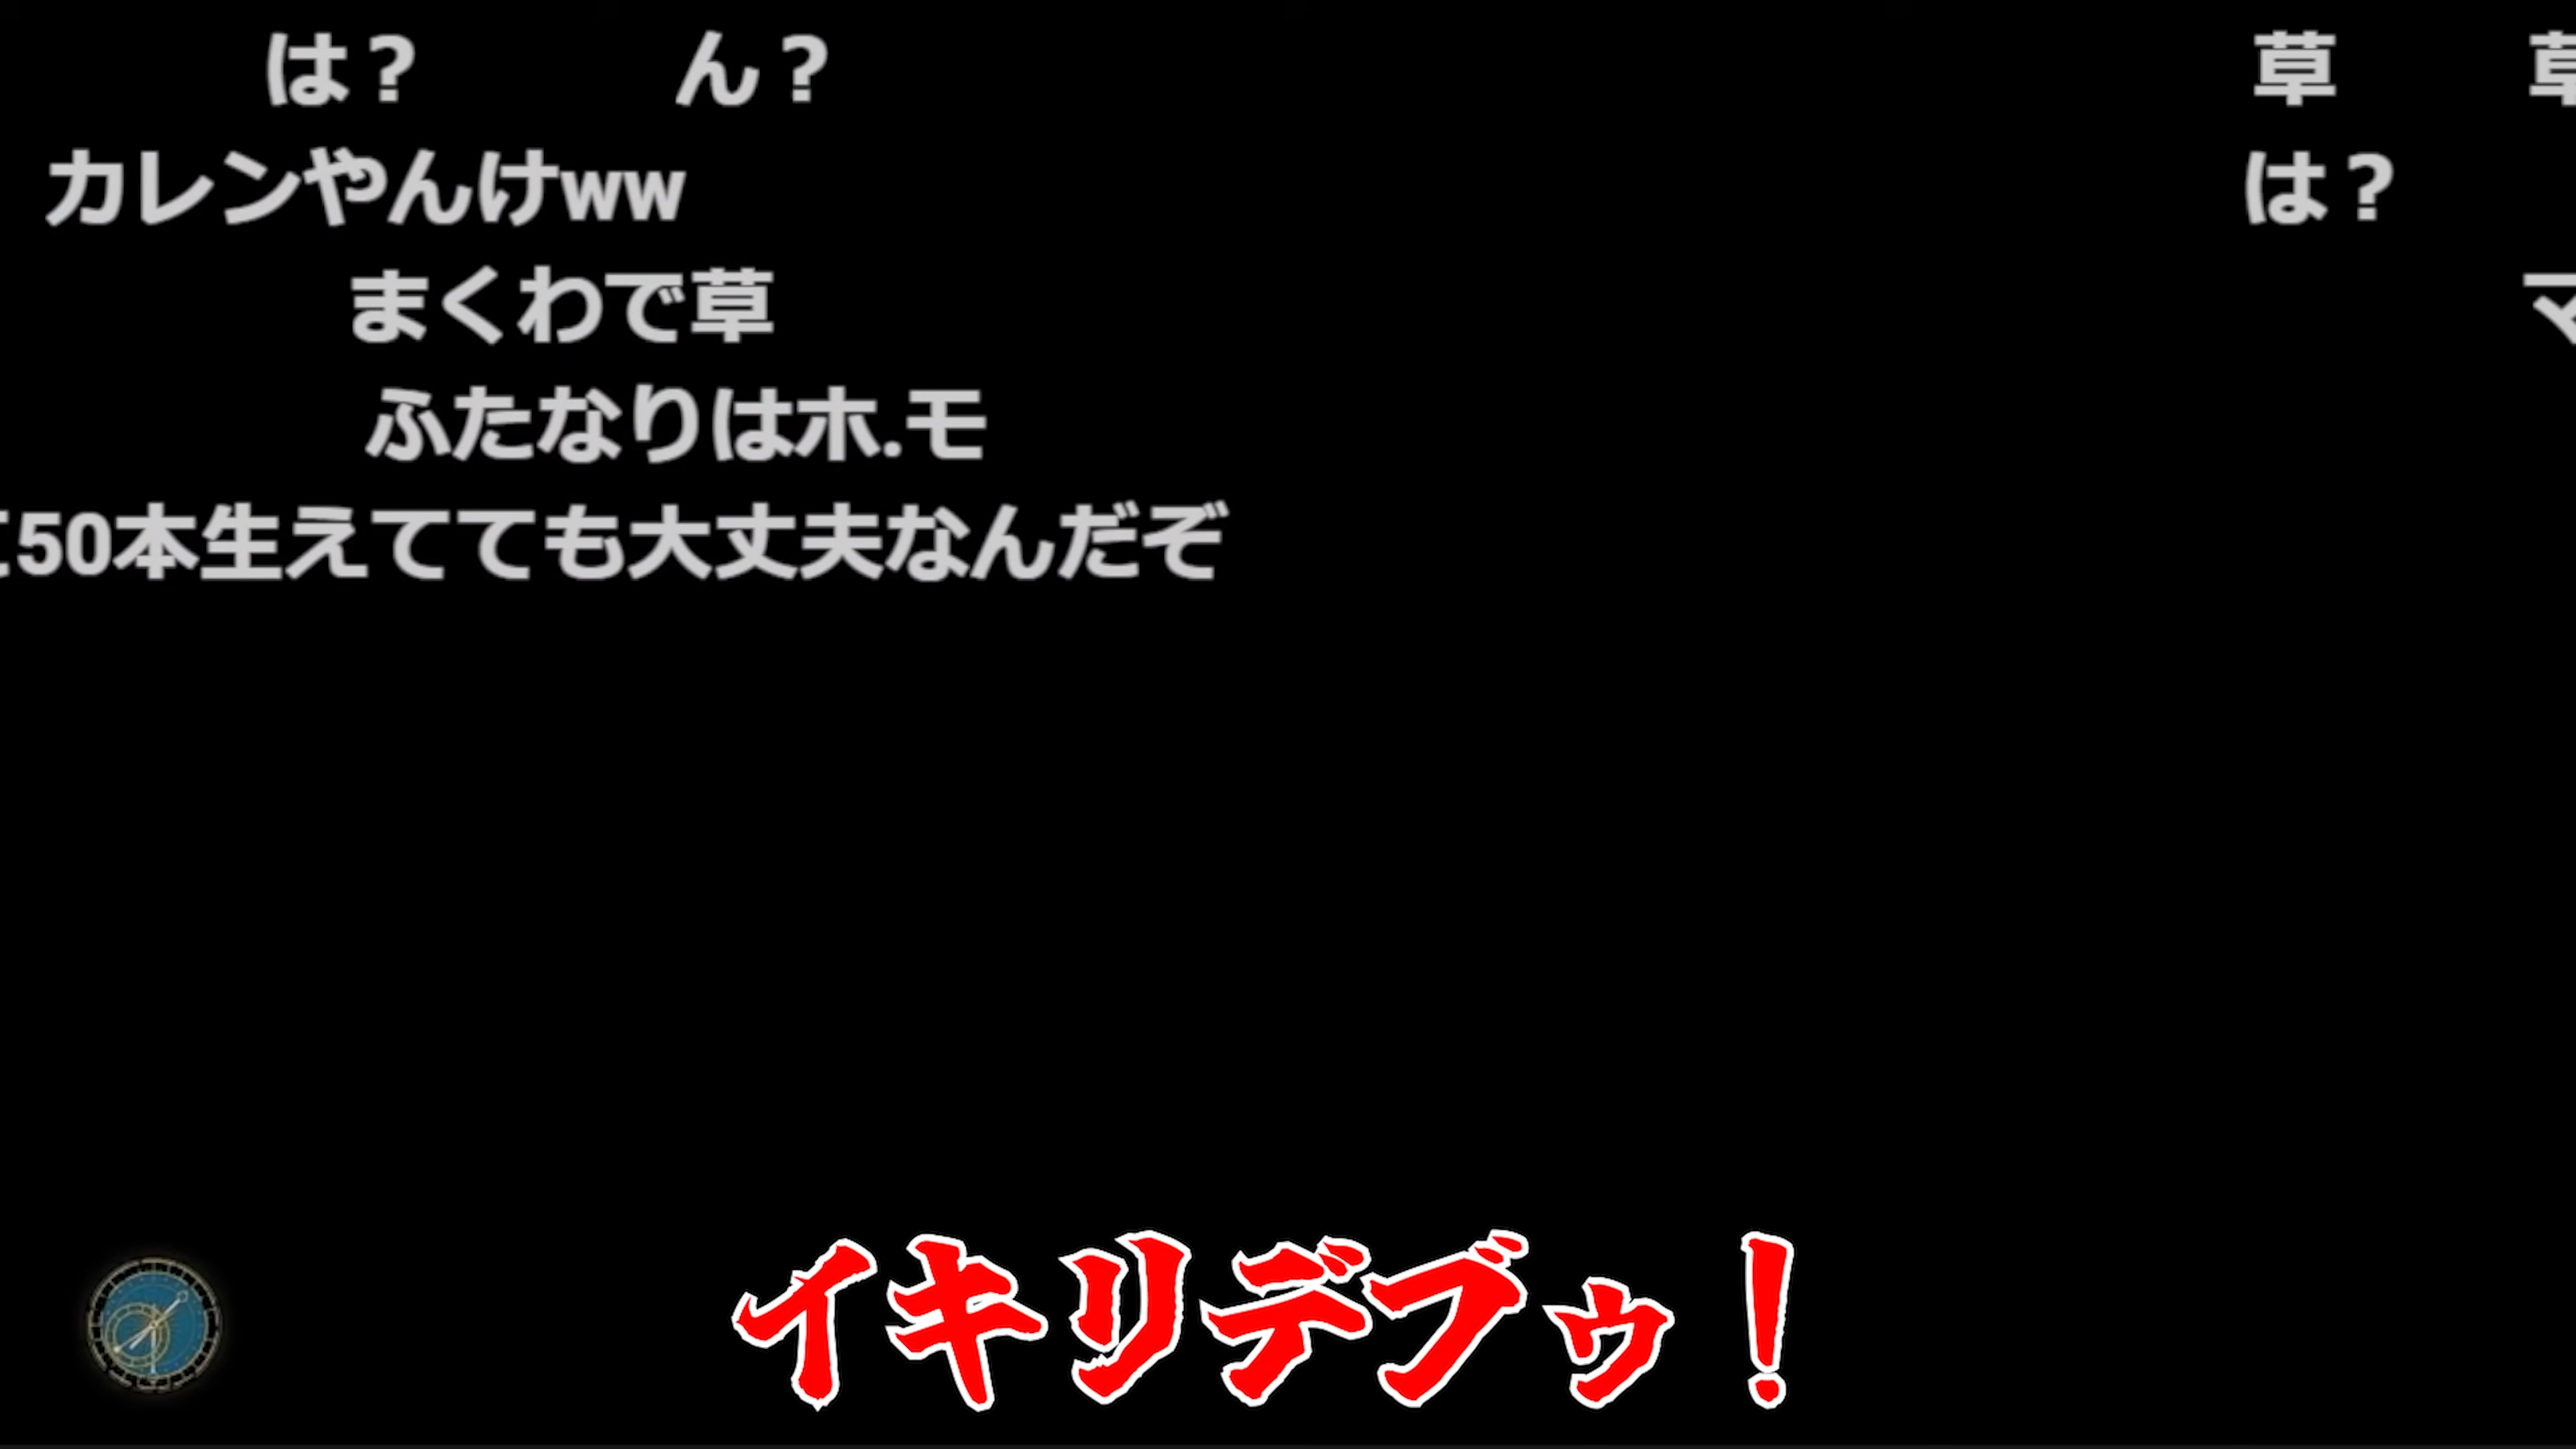 は？ ん？ 草 草
カレンやんけww は？
まくわで草 マ
ふたなりはホ.モ
50本生えてても大丈夫なんだぞ
イキリデブゥ！